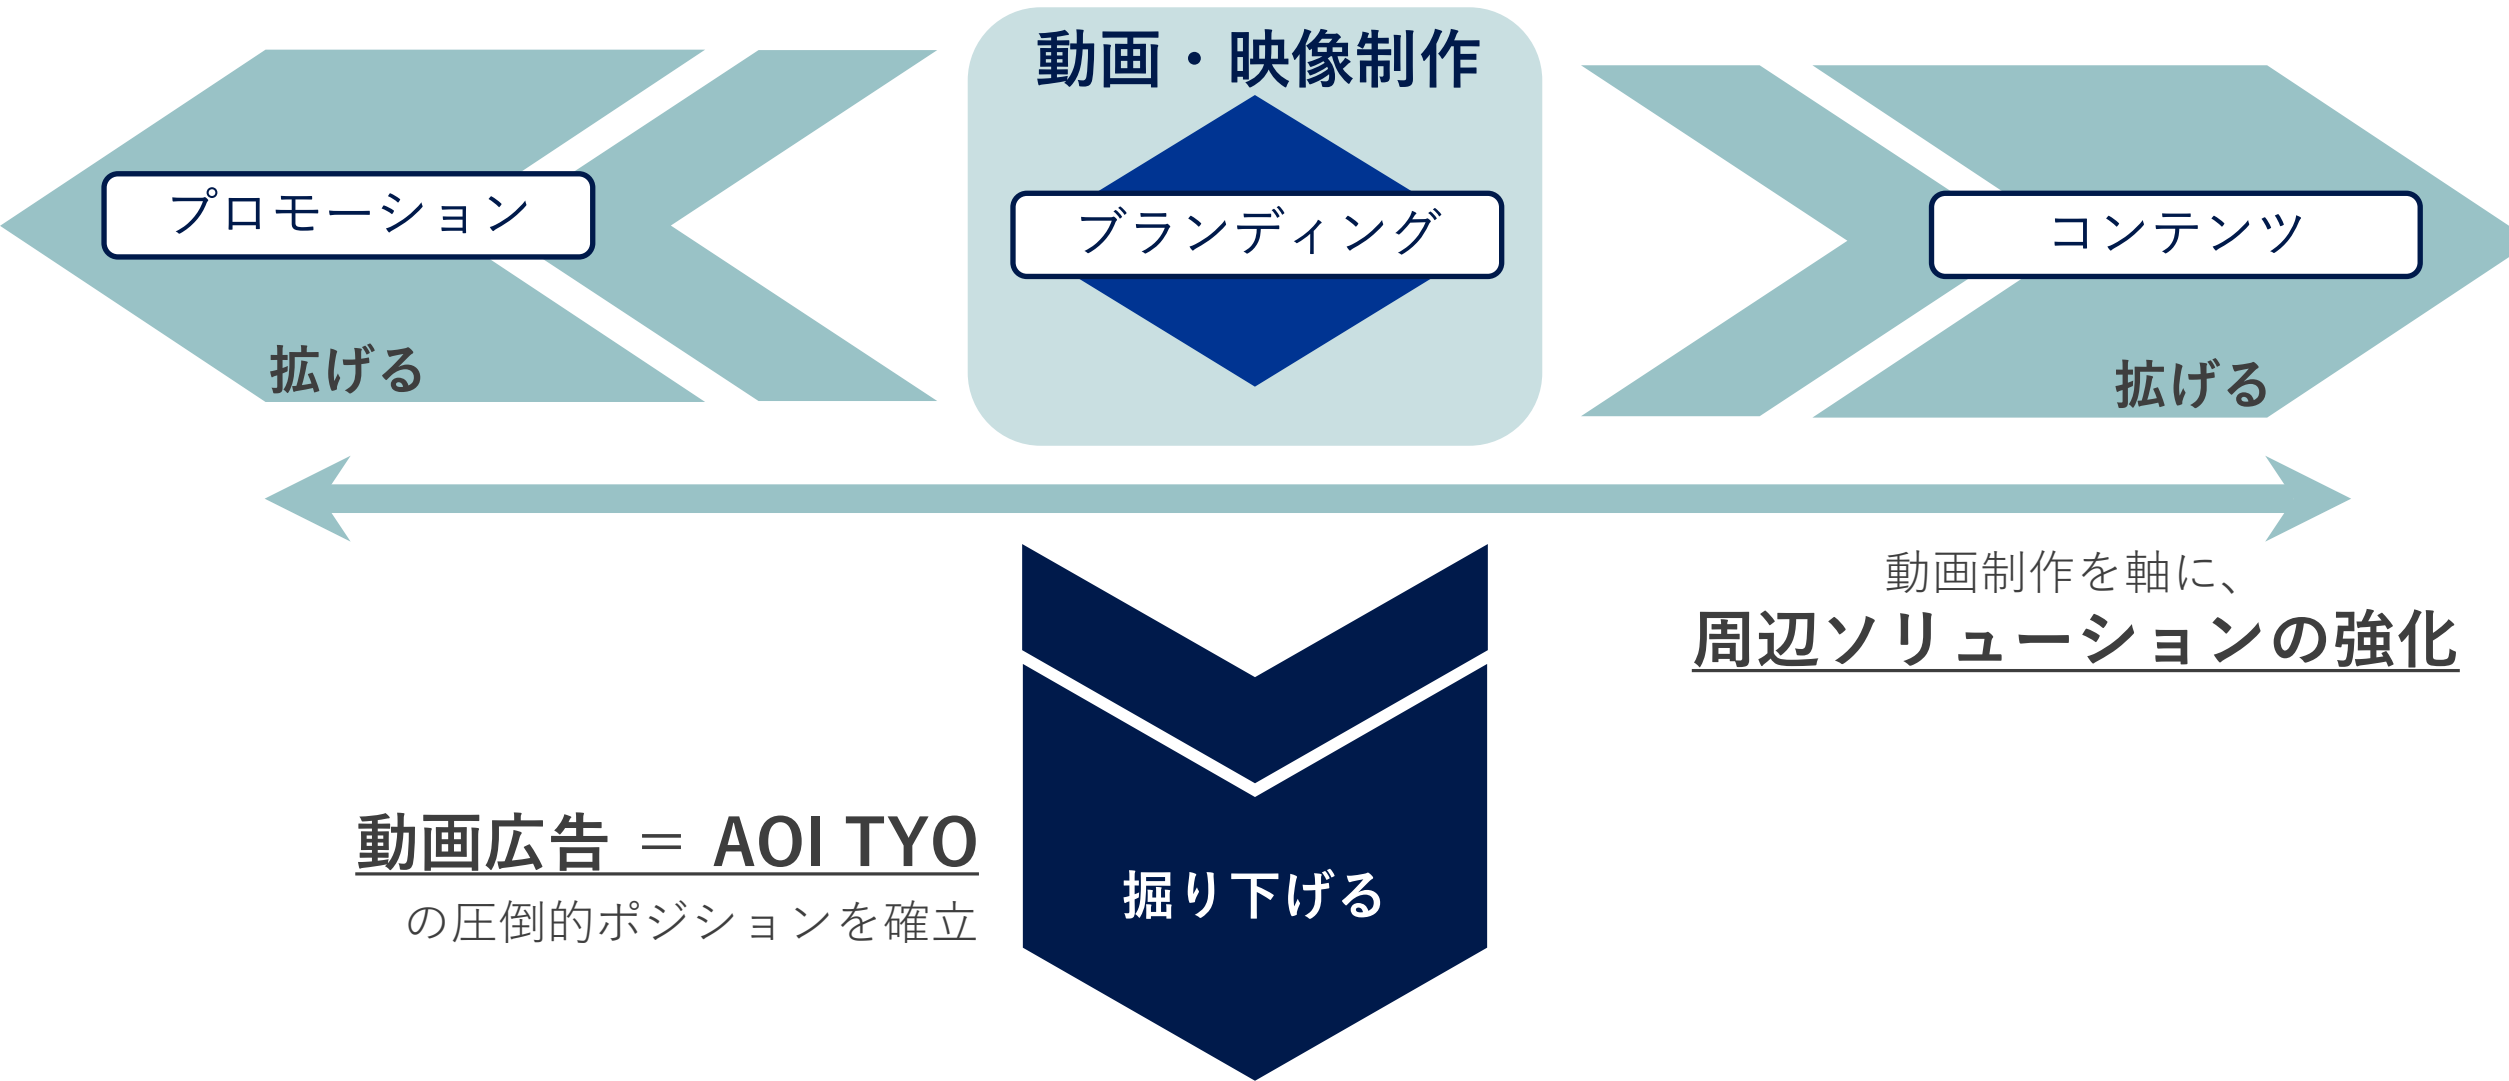 動画・映像制作
プロモーション
ブランディング
コンテンツ
拡げる
拡げる
動画制作を軸に、
周辺ソリューションの強化
動画広告 = AOI TYO
の圧倒的ポジションを確立
掘り下げる